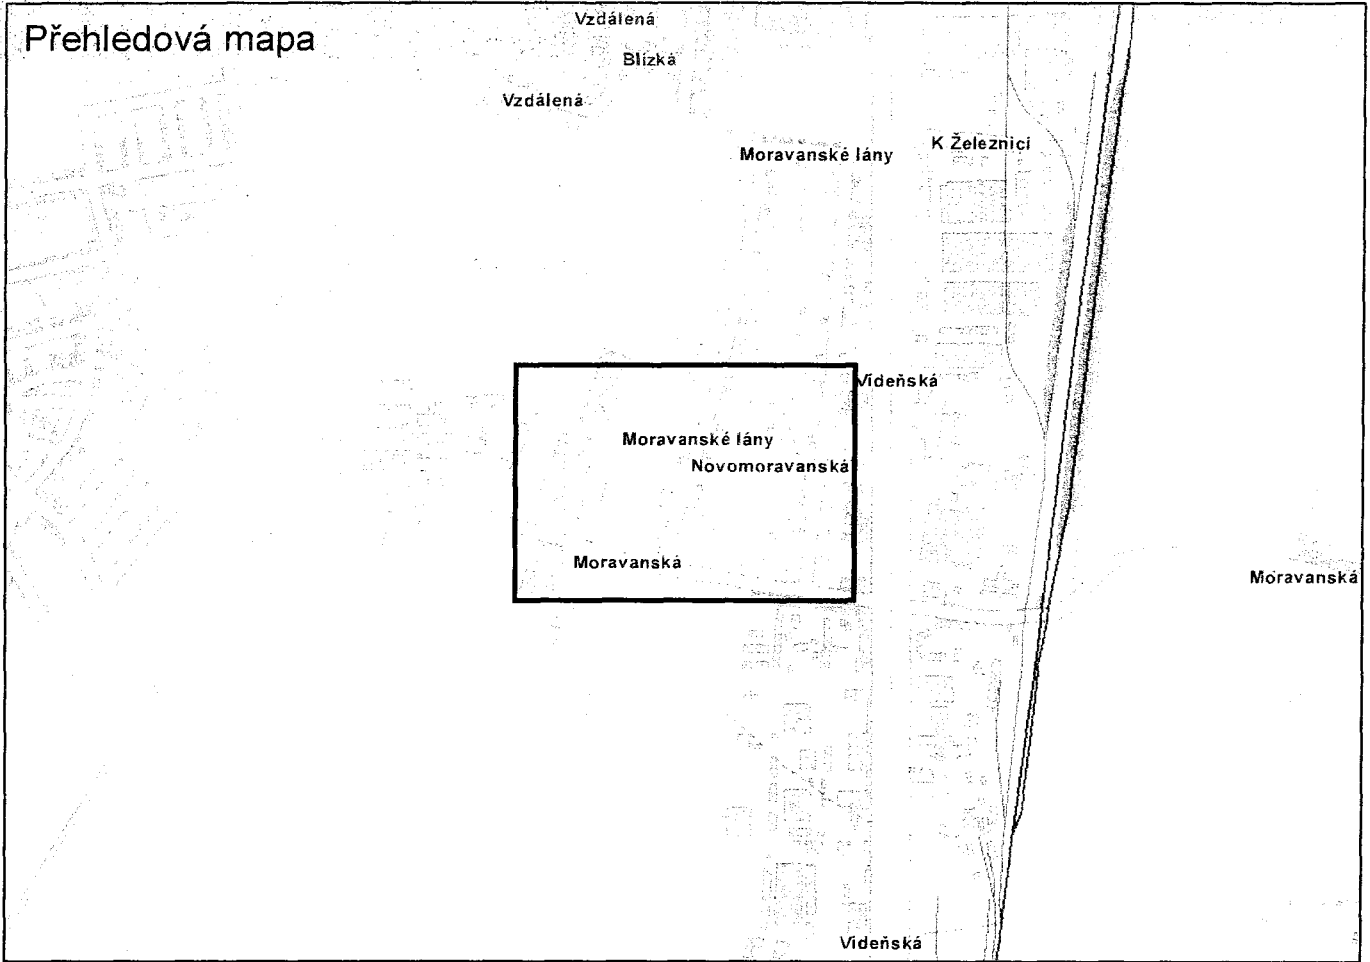 Přehledová mapa
Vzdálená
Blízká
Vzdálená
Moravanské lány
K Železnici
Vídeňská
Moravanské lány
Novomoravanská
Moravanská
Moravanská
Vídeňská